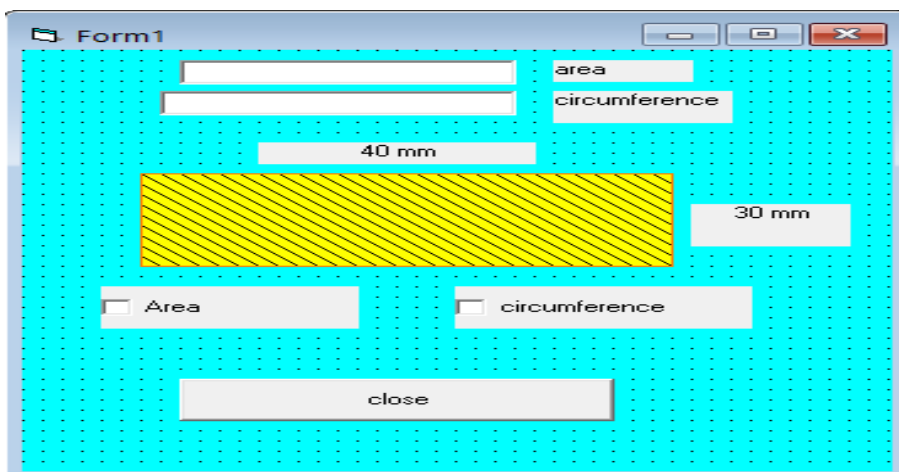 Form1
area
circumference
40 mm
30 mm
Area circumference
close